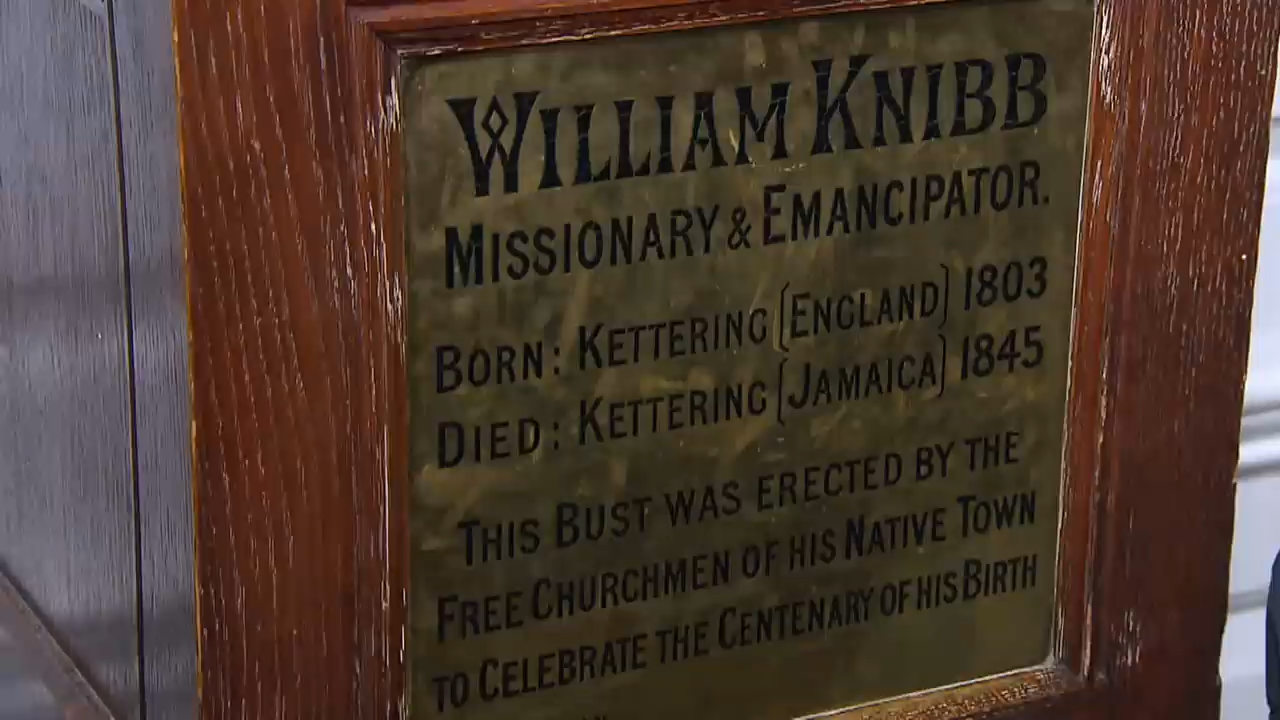 WILLIAM KNIBB
MISSIONARY & EMANCIPATOR.
BORN: KETTERING (ENGLAND) 1803
DIED: KETTERING (JAMAICA) 1845
THIS BUST WAS ERECTED BY THE
FREE CHURCHMEN OF HIS NATIVE TOWN
TO CELEBRATE THE CENTENARY OF HIS BIRTH